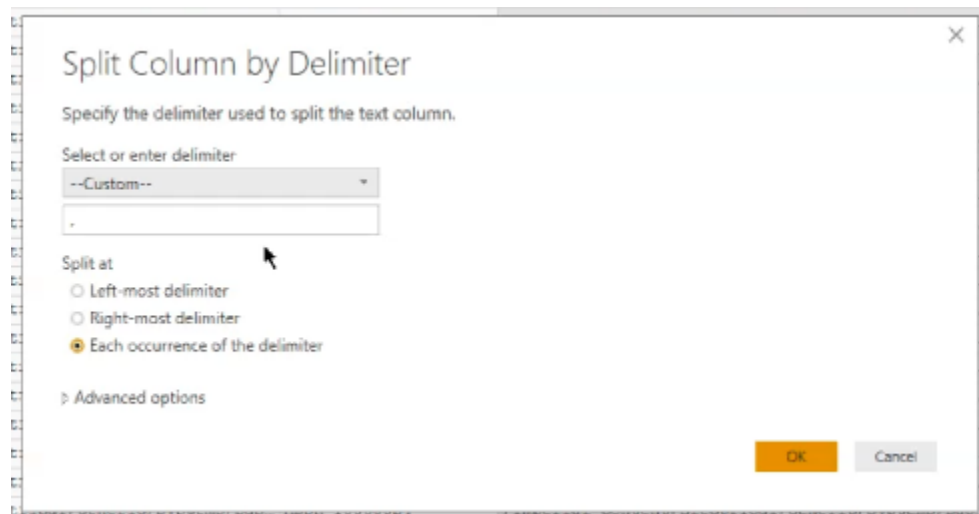 Split Column by Delimiter
Specify the delimiter used to split the text column.
Select or enter delimiter
--Custom--
.
Split at
Left-most delimiter
Right-most delimiter
Each occurrence of the delimiter
Advanced options
OK
Cancel